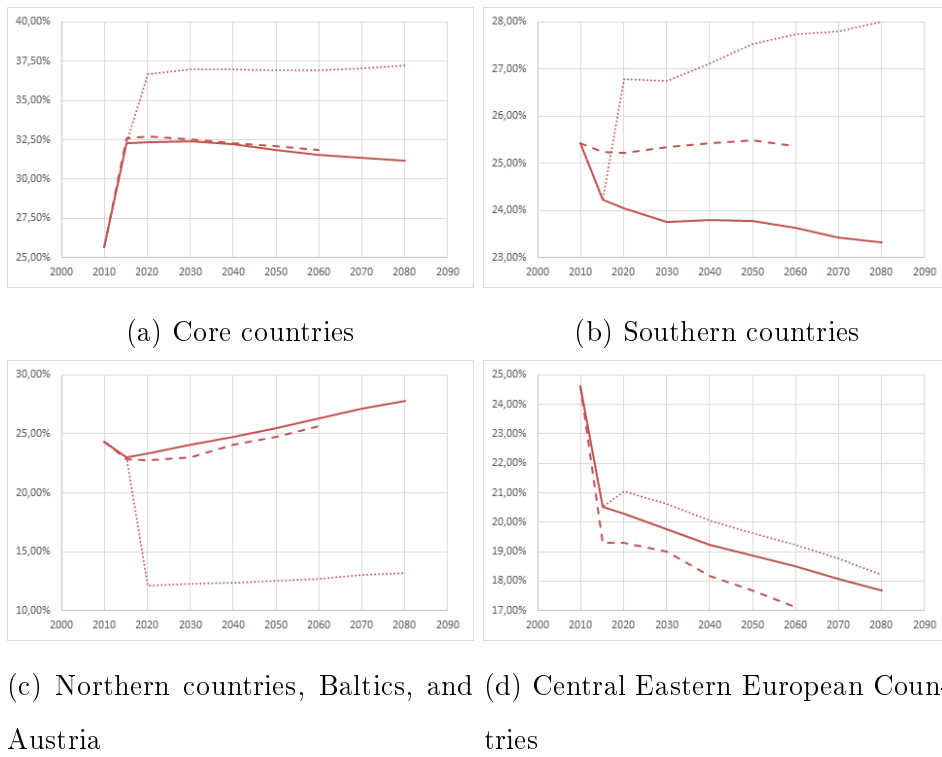 40,00%
37,50%
35,00%
32,50%
30,00%
27,50%
25,00%
2000 2010 2020 2030 2040 2050 2060 2070 2080 2090
(a) Core countries
28,00%
27,00%
26,00%
25,00%
24,00%
23,00%
2000 2010 2020 2030 2040 2050 2060 2070 2080 2090
(b) Southern countries
30,00%
25,00%
20,00%
15,00%
10,00%
2000 2010 2020 2030 2040 2050 2060 2070 2080 2090
(c) Northern countries, Baltics, and
Austria
25,00%
24,00%
23,00%
22,00%
21,00%
20,00%
19,00%
18,00%
17,00%
2000 2010 2020 2030 2040 2050 2060 2070 2080 2090
(d) Central Eastern European Coun-
tries